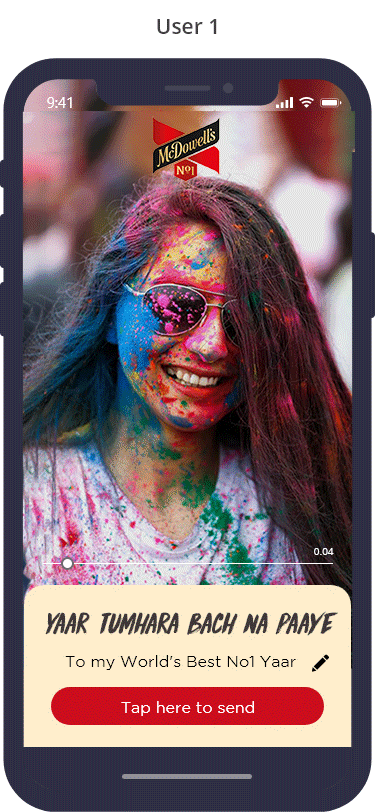 User 1
9:41
McDowell's
No1
0.04
YAAR TUMHARA BACH NA PAAYE
To my World's Best No1 Yaar
Tap here to send